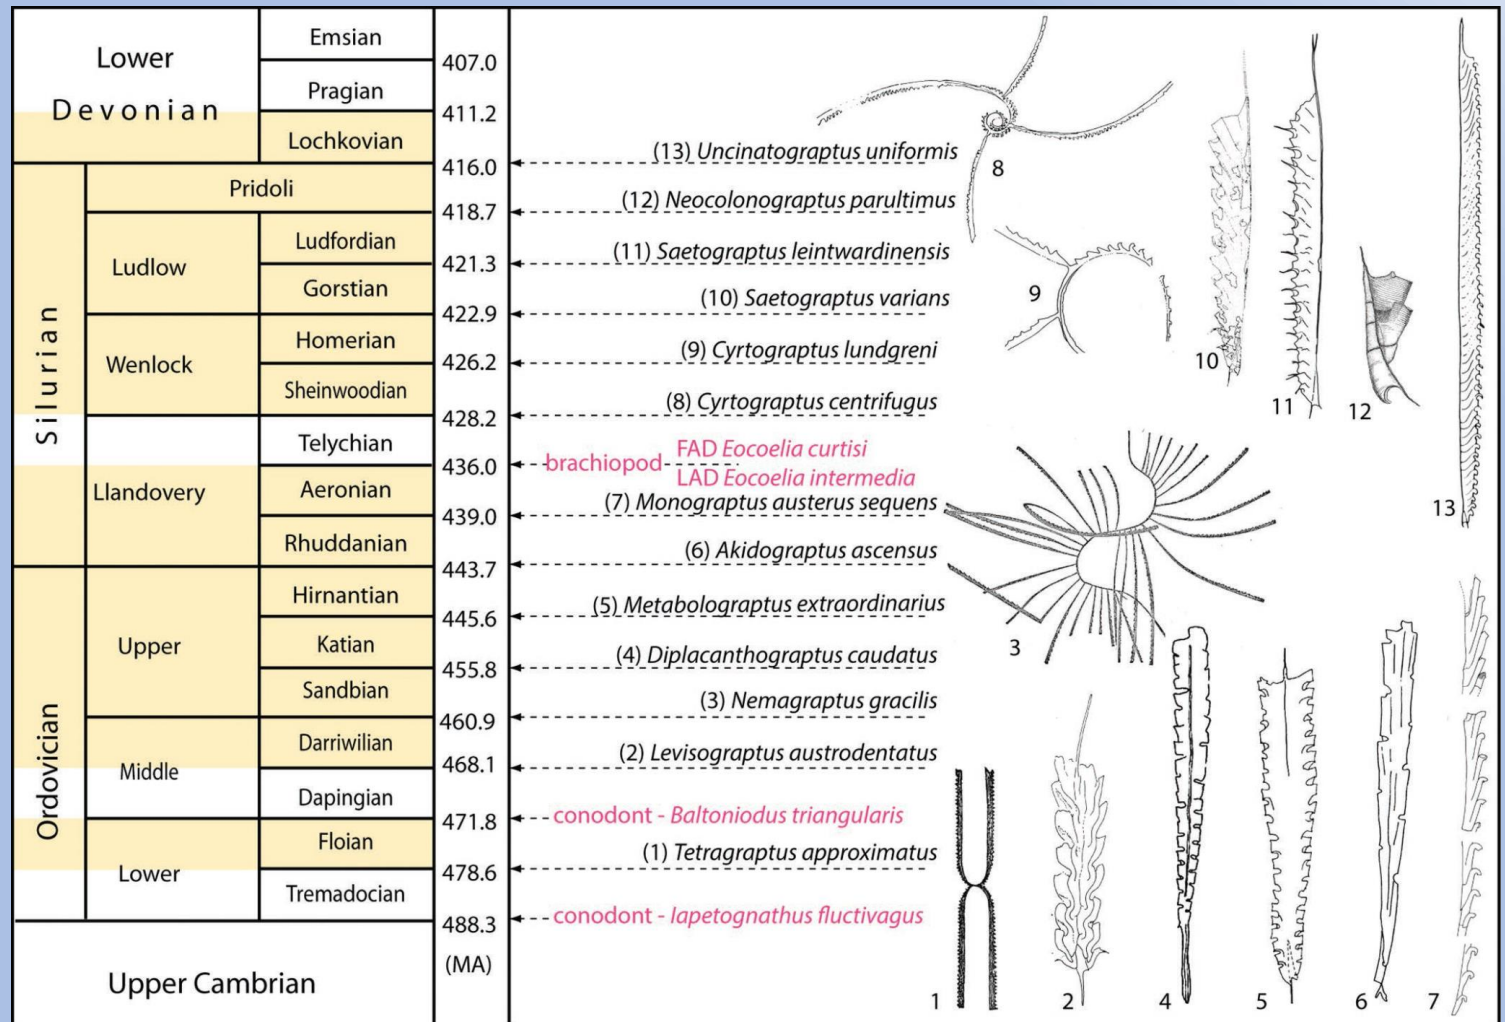 Lower
Devonian
Emsian
407.0
Pragian
411.2
Lochkovian
416.0
(13) Uncinatograptus uniformis
Silurian
Pridoli
418.7
(12) Neocolonograptus parultimus
Ludlow
Ludfordian
421.3
(11) Saetograptus leintwardinensis
Gorstian
422.9
(10) Saetograptus varians
Wenlock
Homerian
426.2
(9) Cyrtograptus lundgreni
Sheinwoodian
428.2
(8) Cyrtograptus centrifugus
Llandovery
Telychian
436.0
brachiopod
FAD Eocoelia curtisi
LAD Eocoelia intermedia
Aeronian
439.0
(7) Monograptus austerus sequens
Rhuddanian
443.7
(6) Akidograptus ascensus
Ordovician
Upper
Hirnantian
445.6
(5) Metabolograptus extraordinarius
Katian
455.8
(4) Diplacanthograptus caudatus
Sandbian
460.9
(3) Nemagraptus gracilis
Middle
Darriwilian
468.1
(2) Levisograptus austrodentatus
Dapingian
471.8
conodont - Baltoniodus triangularis
Lower
Floian
478.6
(1) Tetragraptus approximatus
Tremadocian
488.3
conodont - Iapetognathus fluctivagus
(MA)
Upper Cambrian
8
9
10
11
12
13
3
1
2
4
5
6
7